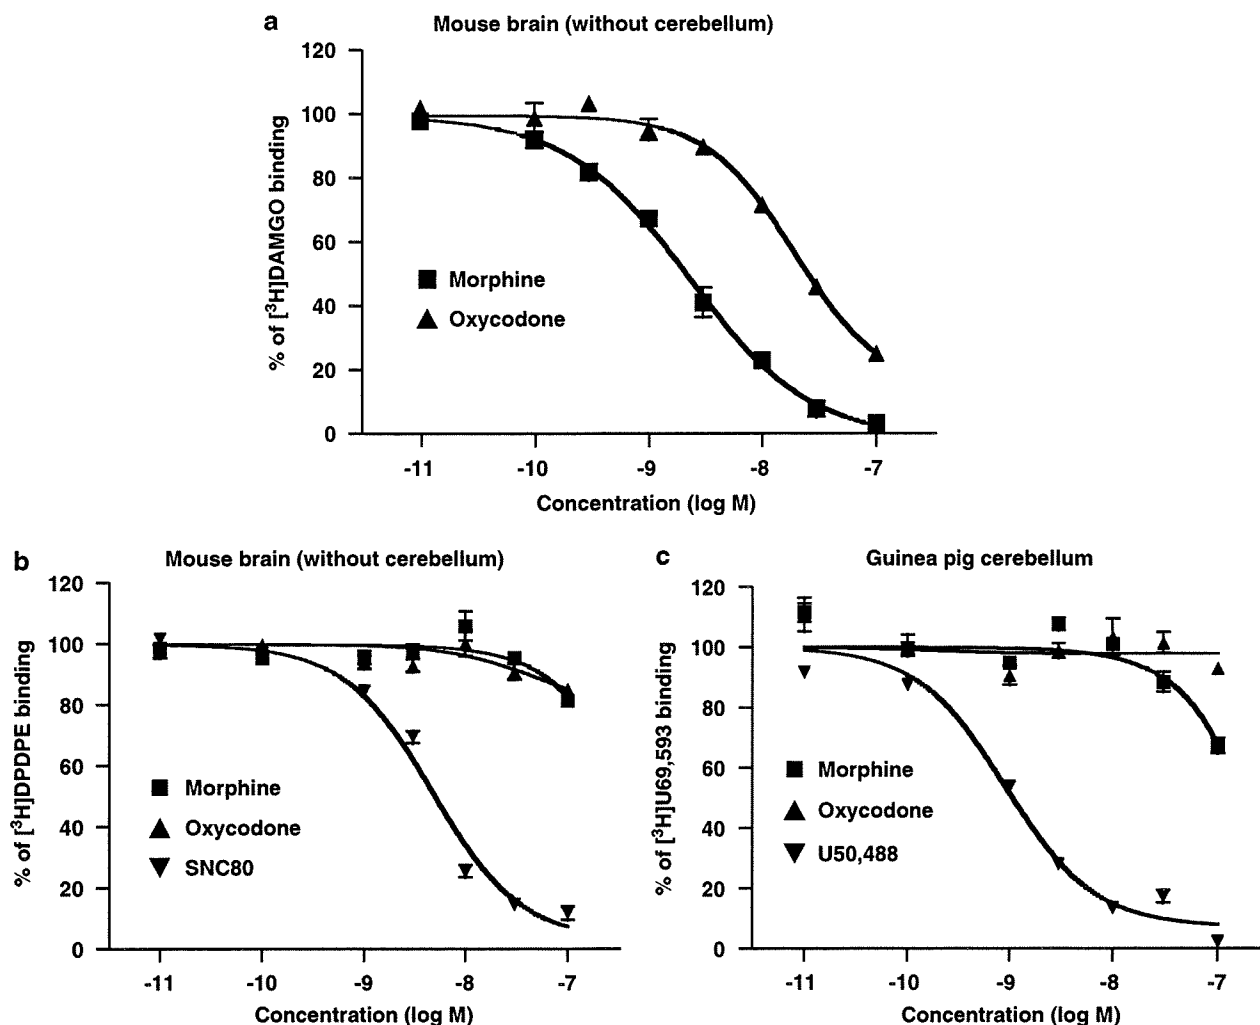 a
Mouse brain (without cerebellum)
% of [³H]DAMGO binding
120
100
80
60
40
20
0
Morphine
Oxycodone
-11
-10
-9
-8
-7
Concentration (log M)
b
Mouse brain (without cerebellum)
% of [³H]DPDPE binding
120
100
80
60
40
20
0
Morphine
Oxycodone
SNC80
-11
-10
-9
-8
-7
Concentration (log M)
c
Guinea pig cerebellum
% of [³H]U69,593 binding
120
100
80
60
40
20
0
Morphine
Oxycodone
U50,488
-11
-10
-9
-8
-7
Concentration (log M)